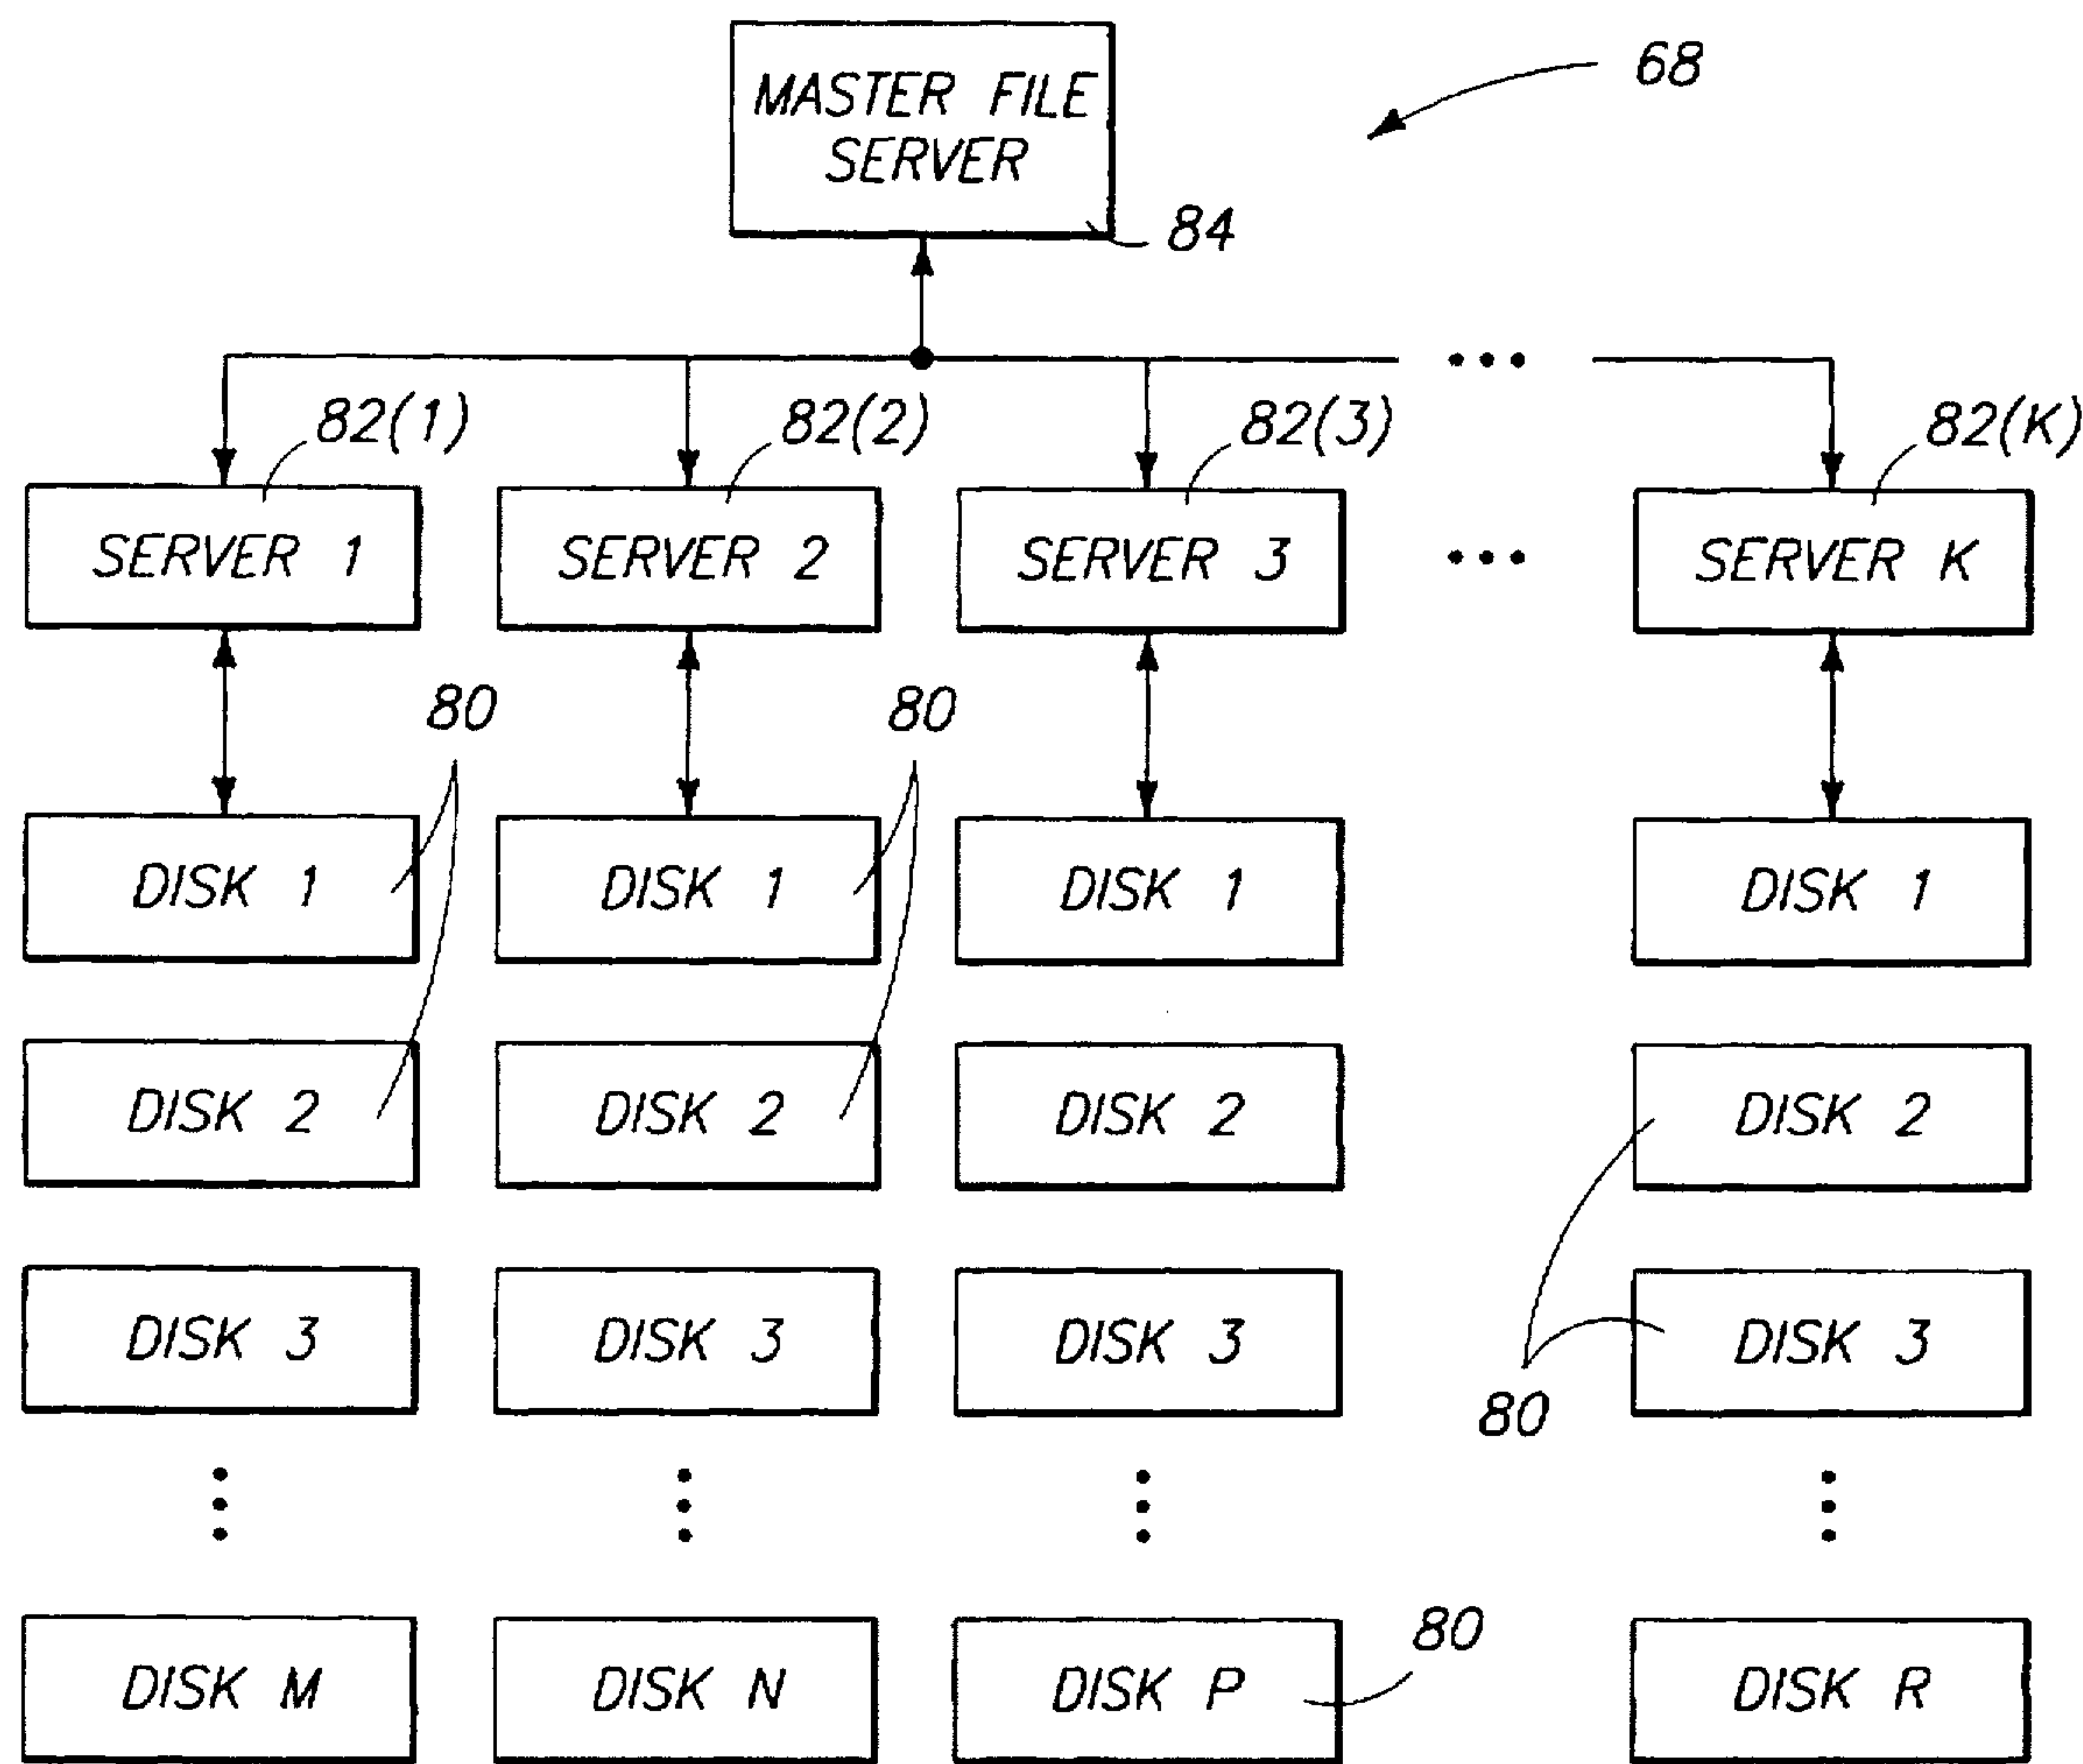 MASTER FILE
SERVER
68
84
82(1)
82(2)
82(3)
82(K)
SERVER 1
SERVER 2
SERVER 3
...
SERVER K
80
80
DISK 1
DISK 1
DISK 1
DISK 1
DISK 2
DISK 2
DISK 2
DISK 2
DISK 3
DISK 3
DISK 3
DISK 3
80
80
DISK M
DISK N
DISK P
DISK R